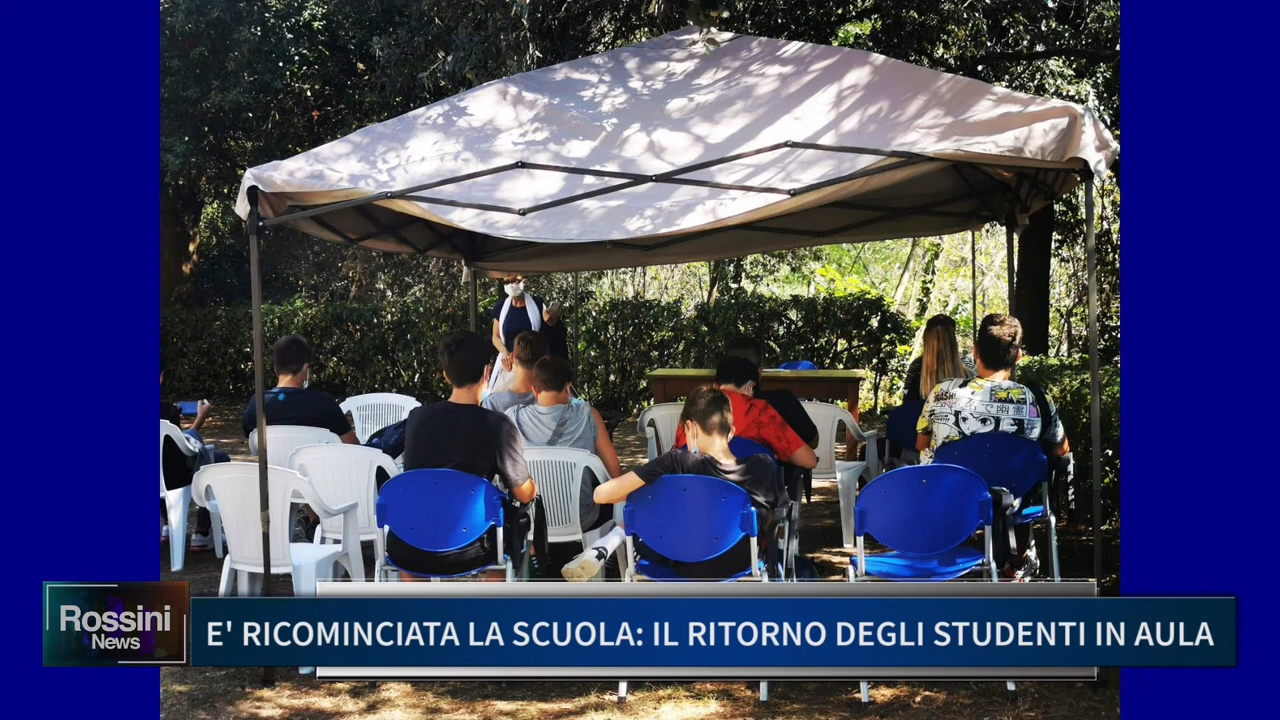 Rossini
News
E' RICOMINCIATA LA SCUOLA: IL RITORNO DEGLI STUDENTI IN AULA